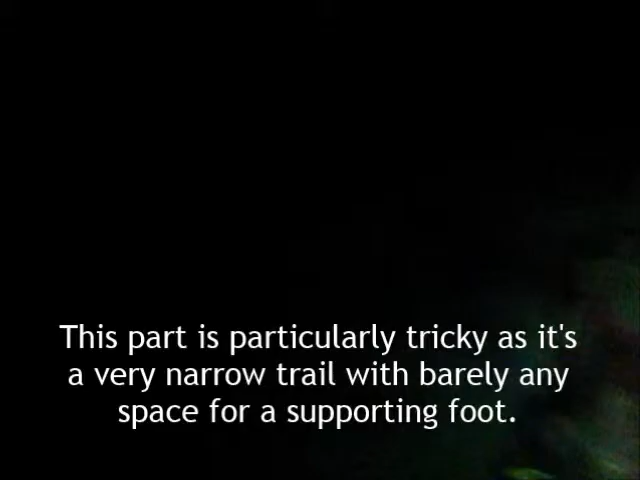 This part is particularly tricky as it's
a very narrow trail with barely any
space for a supporting foot.